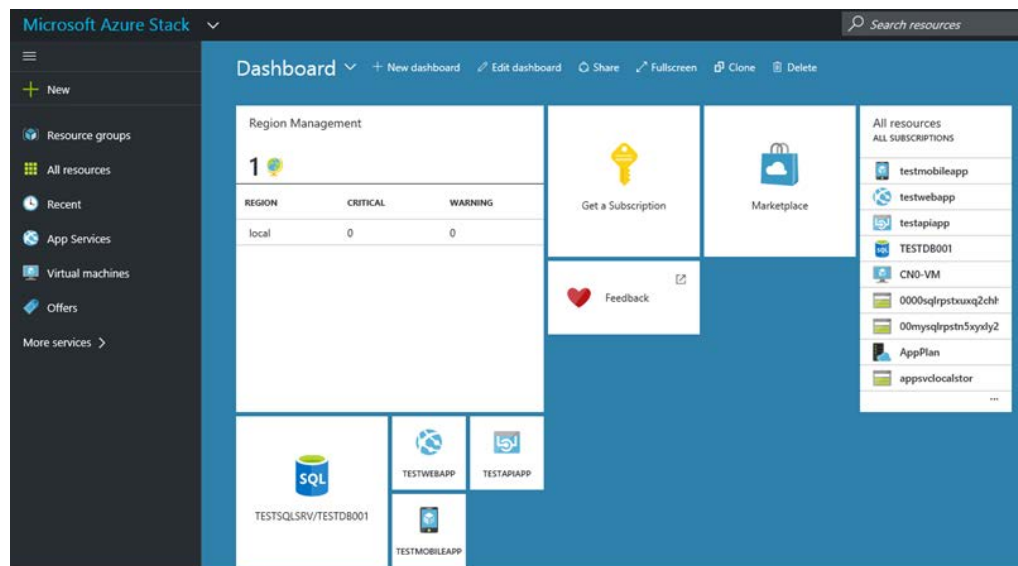 Microsoft Azure Stack
Search resources
New
Resource groups
All resources
Recent
App Services
Virtual machines
Offers
More services
Dashboard
New dashboard
Edit dashboard
Share
Fullscreen
Clone
Delete
Region Management
1
REGION CRITICAL WARNING
local 0 0
Get a Subscription
Marketplace
Feedback
All resources
ALL SUBSCRIPTIONS
testmobileapp
testwebapp
testapiapp
TESTDB001
CN0-VM
0000sqlrpstxuxq2chh
00mysqlrpstn5xyxly2
AppPlan
appsvclocalstor
...
SQL
TESTSQLSRV/TESTDB001
TESTWEBAPP
TESTAPIAPP
TESTMOBILEAPP